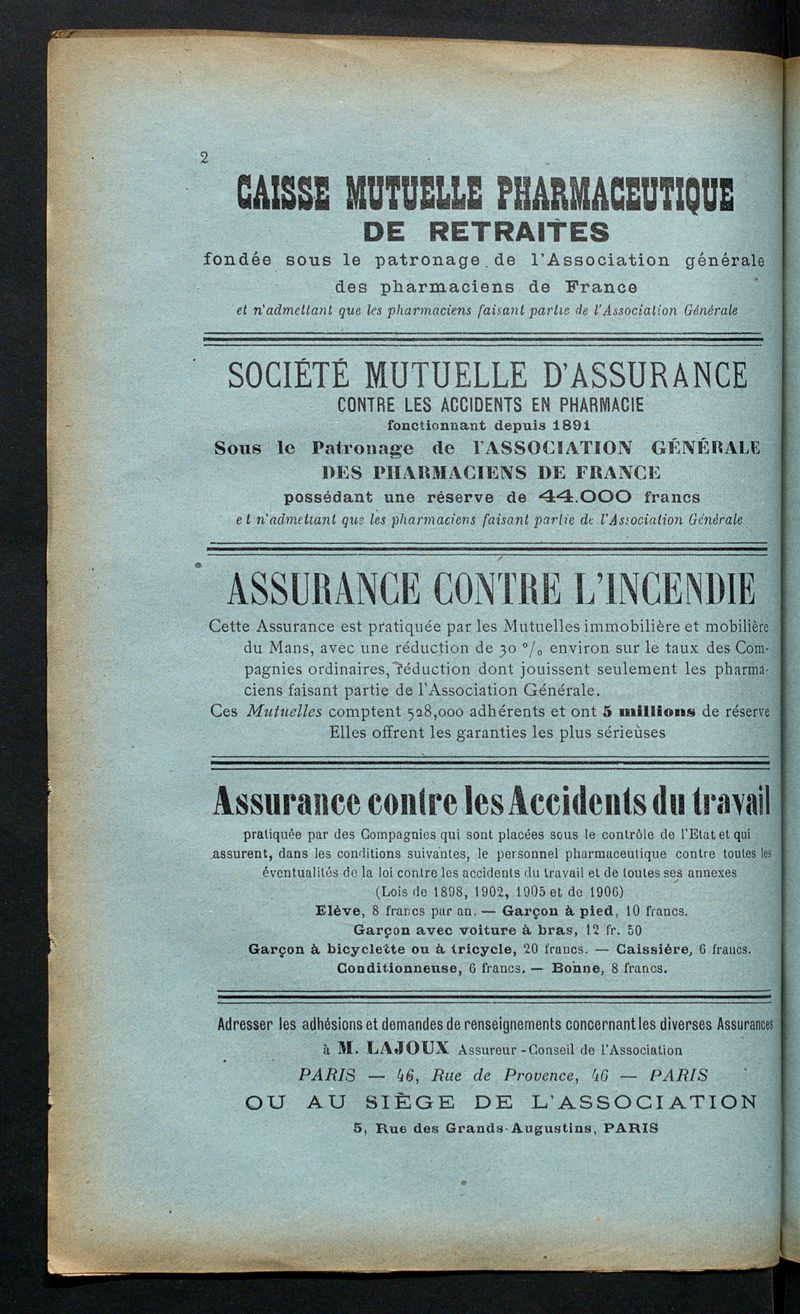 2
CAISSE MUTUELLE PHARMACEUTIQUE
DE RETRAITES
fondée sous le patronage de l'Association générale
des pharmaciens de France
et n'admettant que les pharmaciens faisant partie de l'Association Générale
SOCIÉTÉ MUTUELLE D'ASSURANCE
CONTRE LES ACCIDENTS EN PHARMACIE
fonctionnant depuis 1891
Sous le Patronage de l'ASSOCIATION GÉNÉRALE
DES PHARMACIENS DE FRANCE
possédant une réserve de 44.000 francs
et n'admettant que les pharmaciens faisant partie de l'Association Générale
ASSURANCE CONTRE L'INCENDIE
Cette Assurance est pratiquée par les Mutuelles immobilière et mobilière
du Mans, avec une réduction de 30 % environ sur le taux des Com-
pagnies ordinaires, réduction dont jouissent seulement les pharma-
ciens faisant partie de l'Association Générale.
Ces Mutuelles comptent 528,000 adhérents et ont 5 millions de réserve
Elles offrent les garanties les plus sérieuses
Assurance contre les Accidents du travail
pratiquée par des Compagnies qui sont placées sous le contrôle de l'Etat et qui
assurent, dans les conditions suivantes, le personnel pharmaceutique contre toutes les
éventualités de la loi contre les accidents du travail et de toutes ses annexes
(Lois de 1898, 1902, 1905 et de 1906)
Elève, 8 francs par an. — Garçon à pied, 10 francs.
Garçon avec voiture à bras, 12 fr. 50
Garçon à bicyclette ou à tricycle, 20 francs. — Caissière, 6 francs.
Conditionneuse, 6 francs. — Bonne, 8 francs.
Adresser les adhésions et demandes de renseignements concernant les diverses Assurances
à M. LAJOUX Assureur-Conseil de l'Association
PARIS — 46, Rue de Provence, 46 — PARIS
OU AU SIÈGE DE L'ASSOCIATION
5, Rue des Grands-Augustins, PARIS